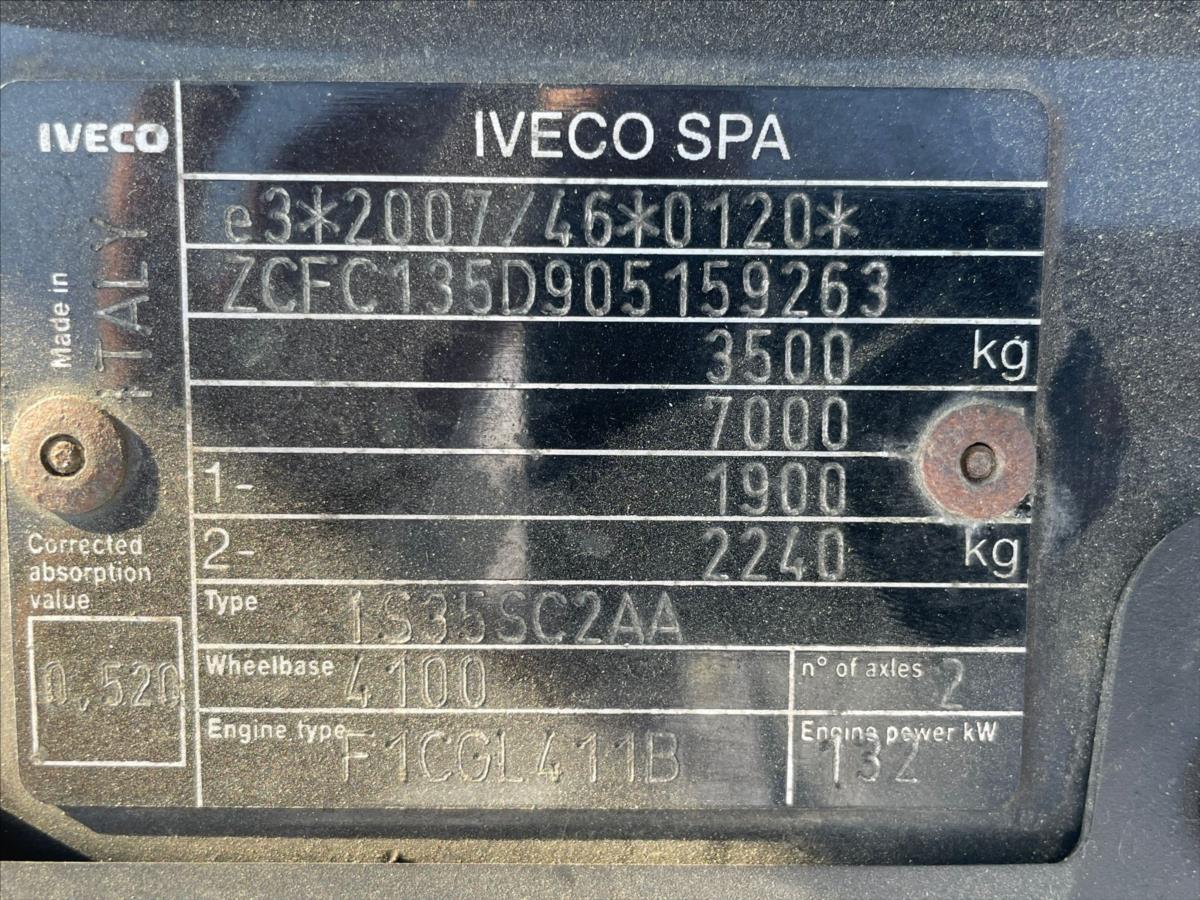 IVECO
IVECO SPA
Made in
ITALY
e3*2007/46*0120*
ZCFC135D905159263
3500 kg
7000
1- 1900
2- 2240 kg
Corrected
absorption
value
0,520
Type 1S35SC2AA
Wheelbase 4100
n° of axles 2
Engine type F1CGL411B
Engine power kW
132